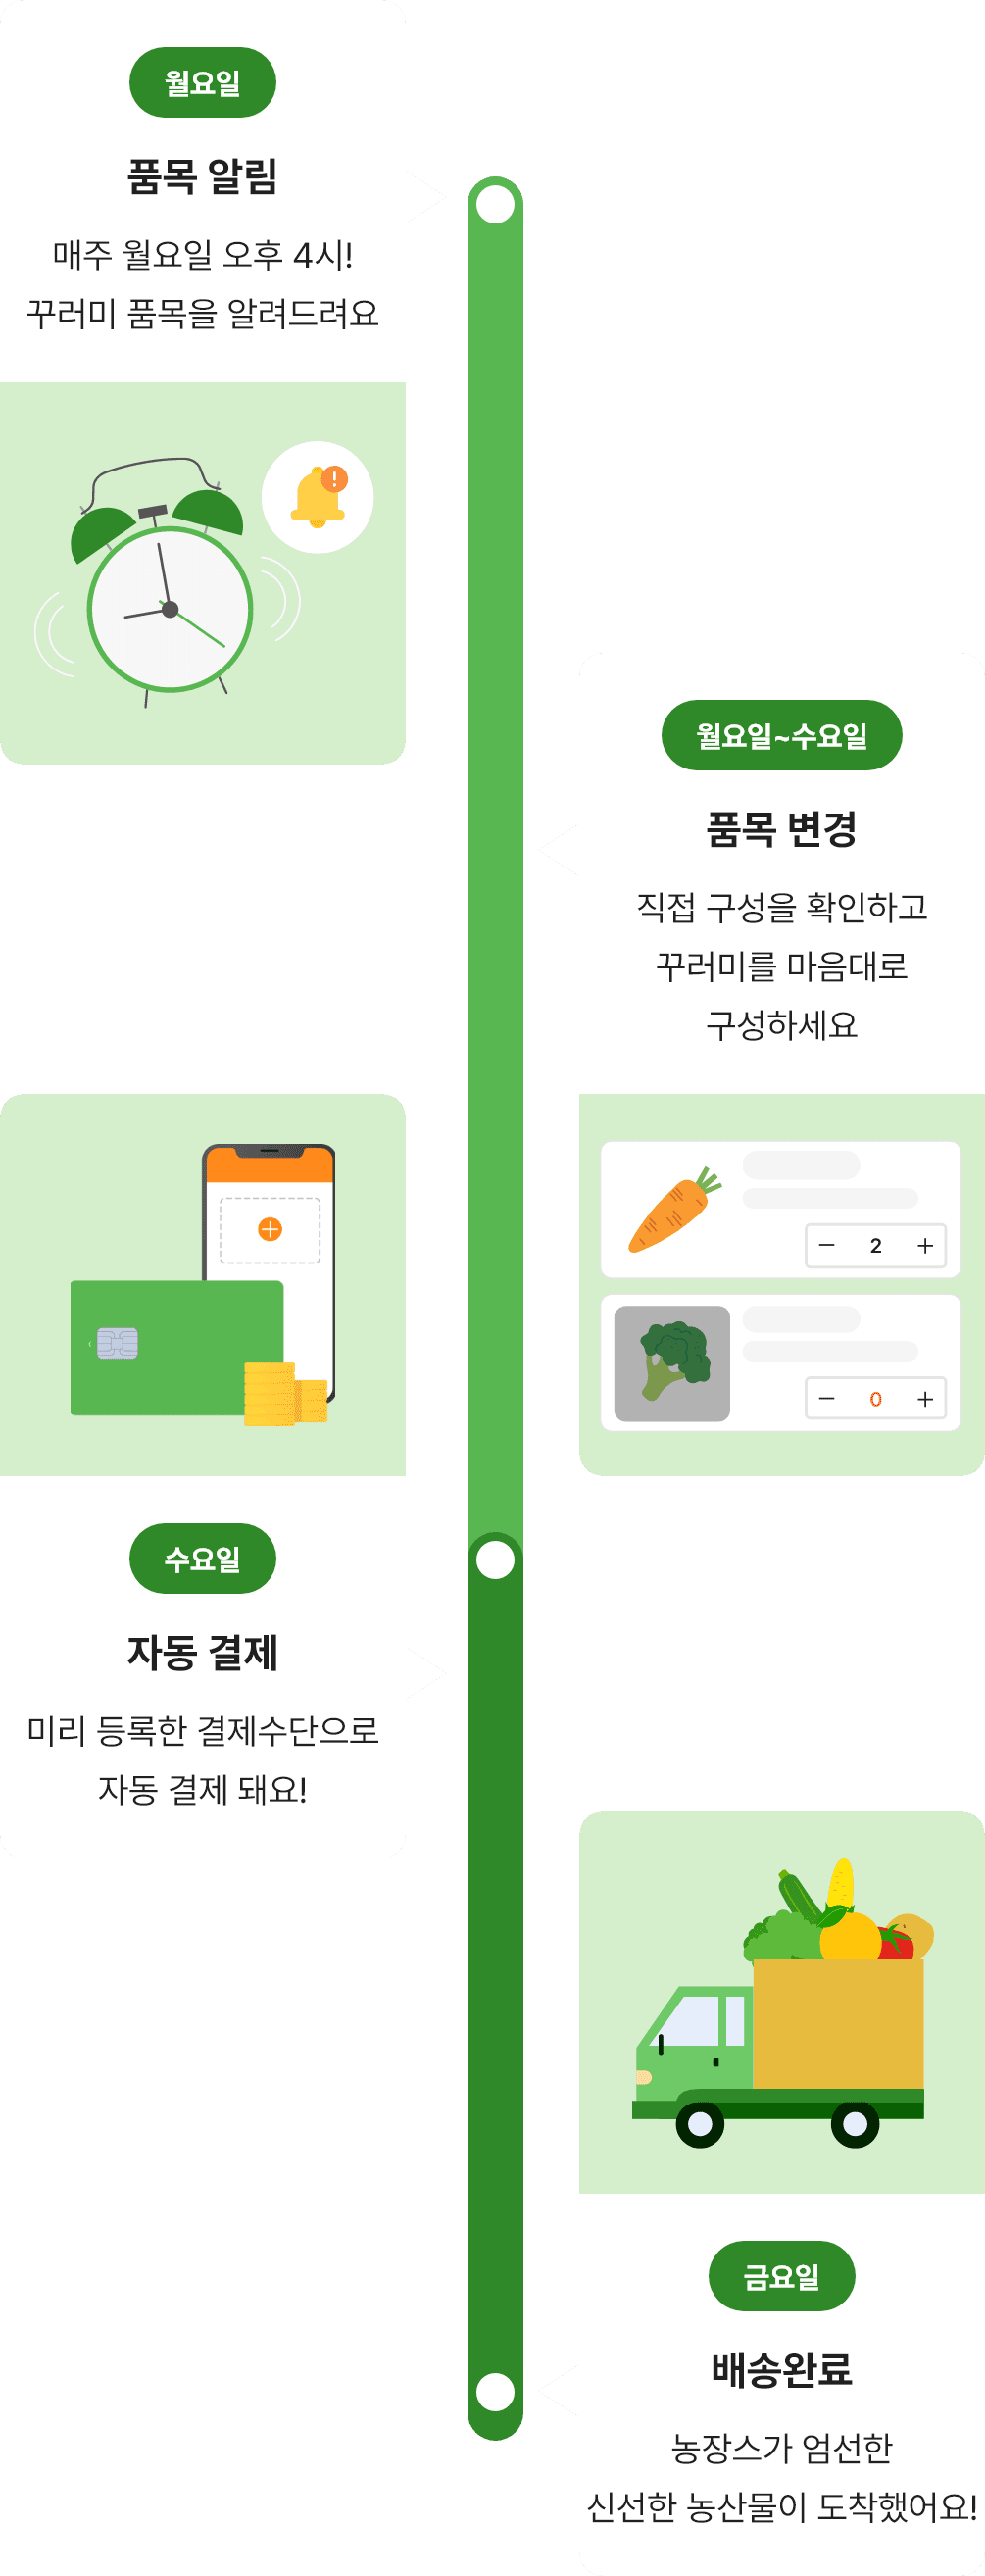 월요일
품목 알림
매주 월요일 오후 4시!
꾸러미 품목을 알려드려요
월요일~수요일
품목 변경
직접 구성을 확인하고
꾸러미를 마음대로
구성하세요
2
0
수요일
자동 결제
미리 등록한 결제수단으로
자동 결제 돼요!
금요일
배송완료
농장스가 엄선한
신선한 농산물이 도착했어요!